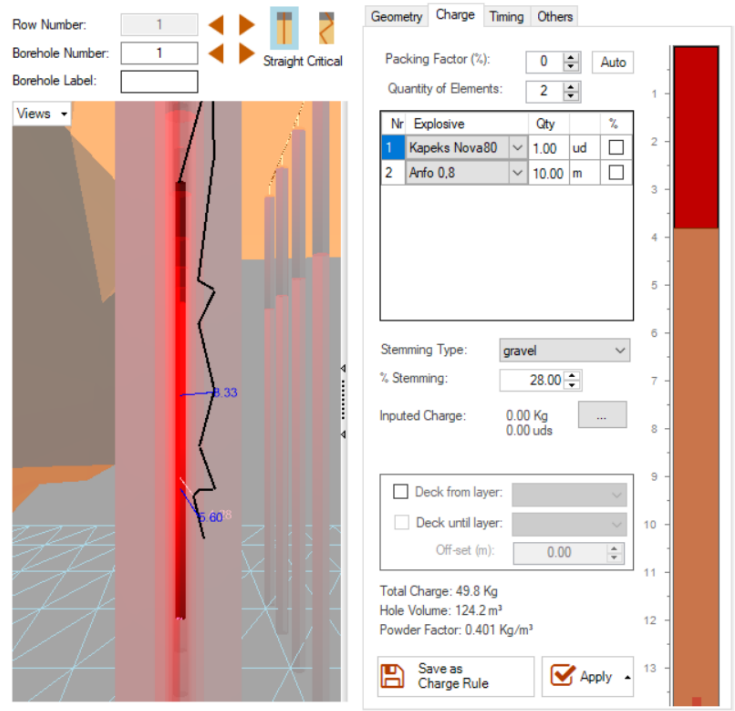 Row Number: 1
Borehole Number: 1
Borehole Label:
Straight Critical
Views
8.33
5.60
Geometry Charge Timing Others
Packing Factor (%): 0 Auto
Quantity of Elements: 2
Nr Explosive Qty %
1 Kapeks Nova80 1.00 ud
2 Anfo 0,8 10.00 m
Stemming Type: gravel
% Stemming: 28.00
Inputed Charge: 0.00 Kg ...
0.00 uds
Deck from layer:
Deck until layer:
Off-set (m): 0.00
Total Charge: 49.8 Kg
Hole Volume: 124.2 m³
Powder Factor: 0.401 Kg/m³
Save as
Charge Rule
Apply
1
2
3
4
5
6
7
8
9
10
11
12
13